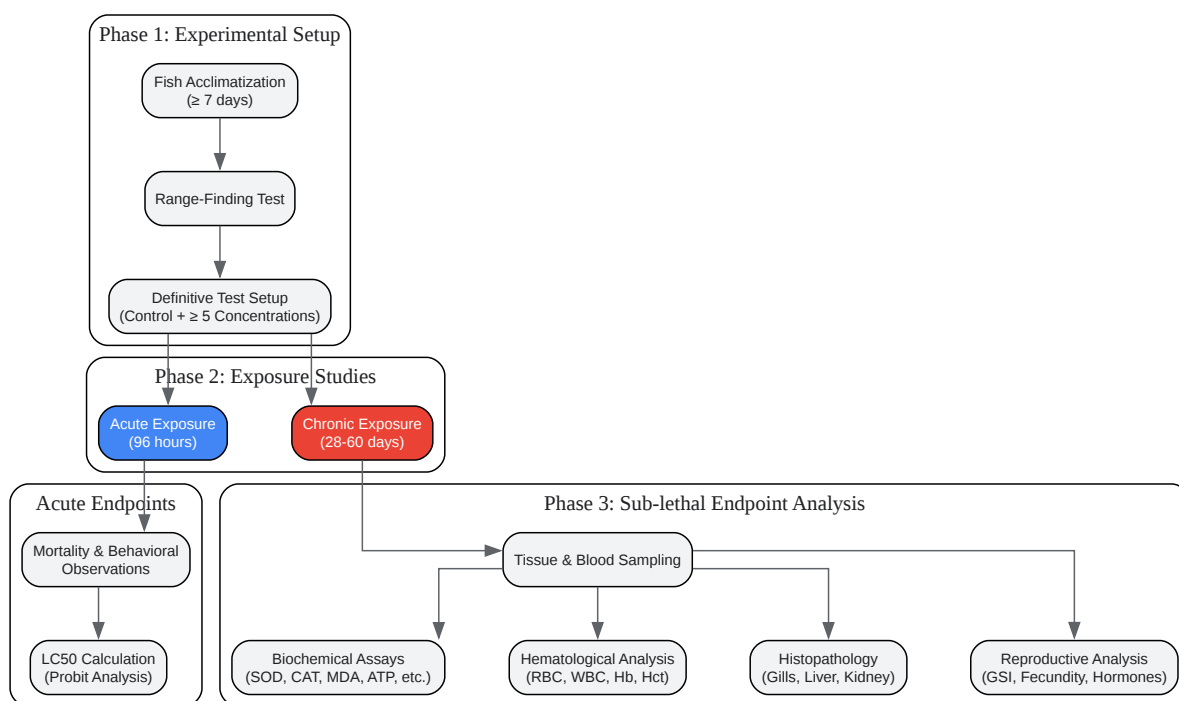 Phase 1: Experimental Setup
Fish Acclimatization
(≥ 7 days)
Range-Finding Test
Definitive Test Setup
(Control + ≥ 5 Concentrations)
Phase 2: Exposure Studies
Acute Exposure
(96 hours)
Chronic Exposure
(28-60 days)
Acute Endpoints
Mortality & Behavioral
Observations
LC50 Calculation
(Probit Analysis)
Phase 3: Sub-lethal Endpoint Analysis
Tissue & Blood Sampling
Biochemical Assays
(SOD, CAT, MDA, ATP, etc.)
Hematological Analysis
(RBC, WBC, Hb, Hct)
Histopathology
(Gills, Liver, Kidney)
Reproductive Analysis
(GSI, Fecundity, Hormones)